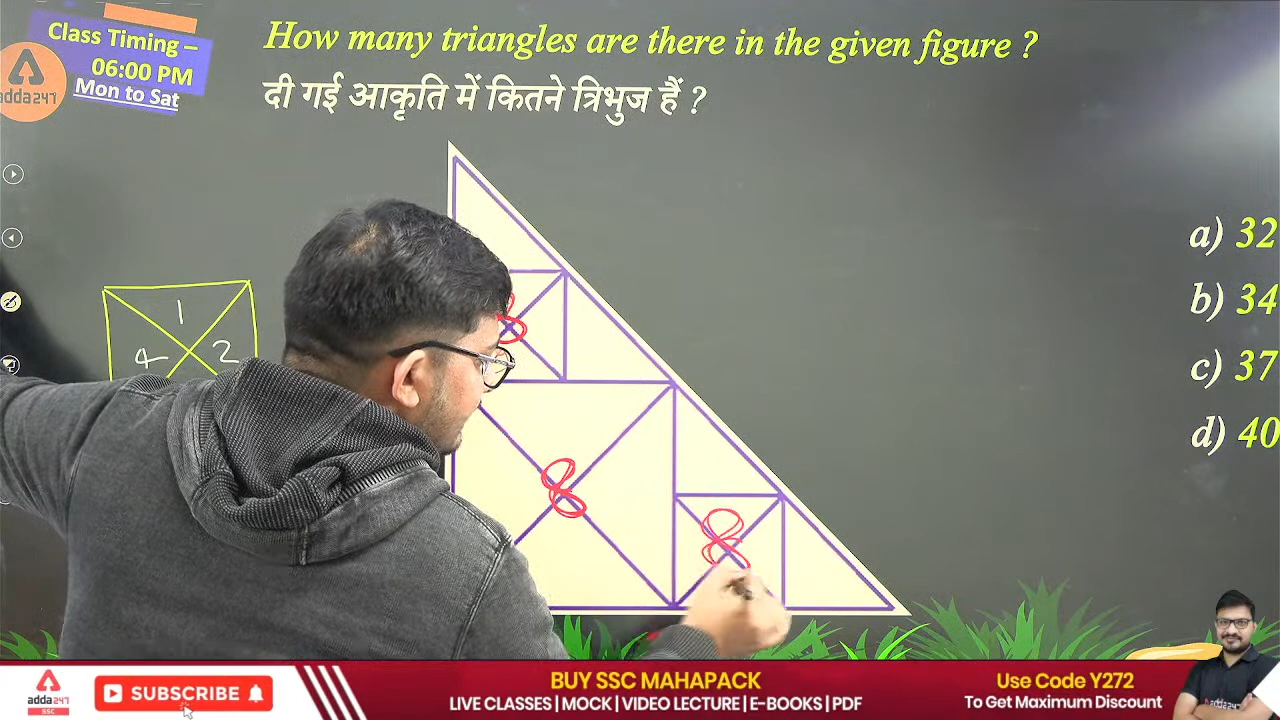 Class Timing –
06:00 PM
Mon to Sat
adda247
How many triangles are there in the given figure ?
दी गई आकृति में कितने त्रिभुज हैं ?
a) 32
b) 34
c) 37
d) 40
1
4 2
8
8
8
adda247
SSC
SUBSCRIBE
BUY SSC MAHAPACK
LIVE CLASSES | MOCK | VIDEO LECTURE | E-BOOKS | PDF
Use Code Y272
To Get Maximum Discount